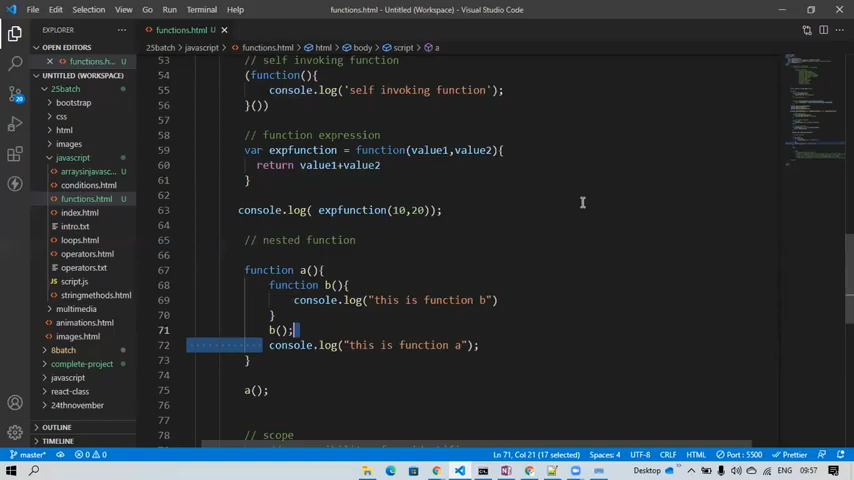 File Edit Selection View Go Run Terminal Help
functions.html - Untitled (Workspace) - Visual Studio Code
EXPLORER
functions.html U
25batch > javascript > functions.html > html > body > script > a
OPEN EDITORS
functions.h... U
UNTITLED (WORKSPACE)
25batch
bootstrap
css
html
images
javascript
arraysinjavasc... U
conditions.html
functions.html U
index.html
intro.txt
loops.html
operators.html
operators.txt
script.js
stringmethods.html
multimedia
animations.html
images.html
8batch
complete-project
javascript
react-class
24thnovember
OUTLINE
TIMELINE
20
53 // self invoking function
54 (function(){
55 console.log('self invoking function');
56 }())
57
58 // function expression
59 var expfunction = function(value1,value2){
60 return value1+value2
61 }
62
63 console.log( expfunction(10,20));
64
65 // nested function
66
67 function a(){
68 function b(){
69 console.log("this is function b")
70 }
71 b();
72 console.log("this is function a");
73 }
74
75 a();
76
77
78 // scope
master* 0 0
Ln 71, Col 21 (17 selected) Spaces: 4 UTF-8 CRLF HTML Port : 5500 Prettier
Desktop ENG 09:57